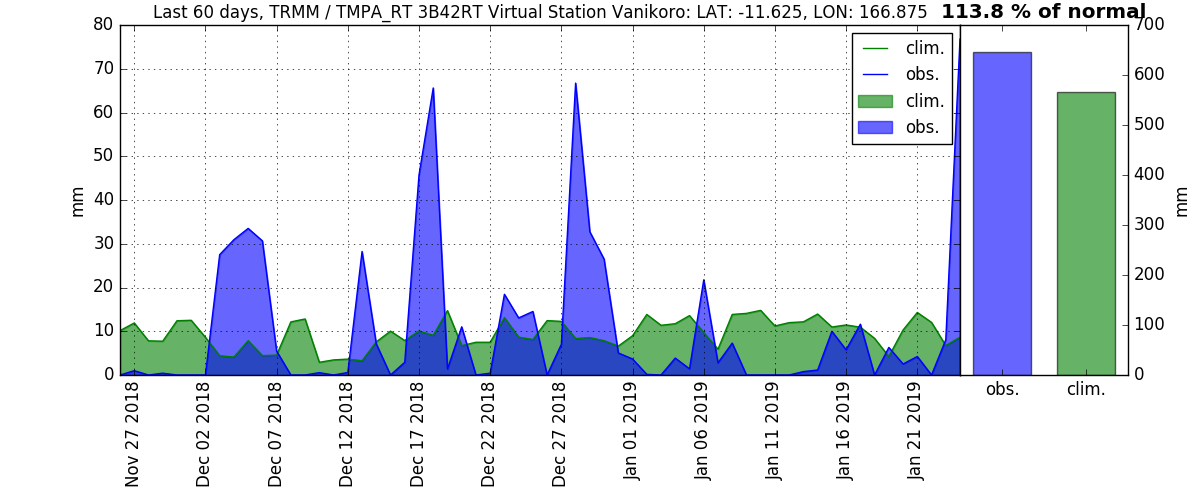 Last 60 days, TRMM / TMPA_RT 3B42RT Virtual Station Vanikoro: LAT: -11.625, LON: 166.875 113.8 % of normal
80
70
60
50
40
30
20
10
0
mm
clim.
obs.
clim.
obs.
700
600
500
400
300
200
100
0
mm
obs.
clim.
Nov 27 2018
Dec 02 2018
Dec 07 2018
Dec 12 2018
Dec 17 2018
Dec 22 2018
Dec 27 2018
Jan 01 2019
Jan 06 2019
Jan 11 2019
Jan 16 2019
Jan 21 2019